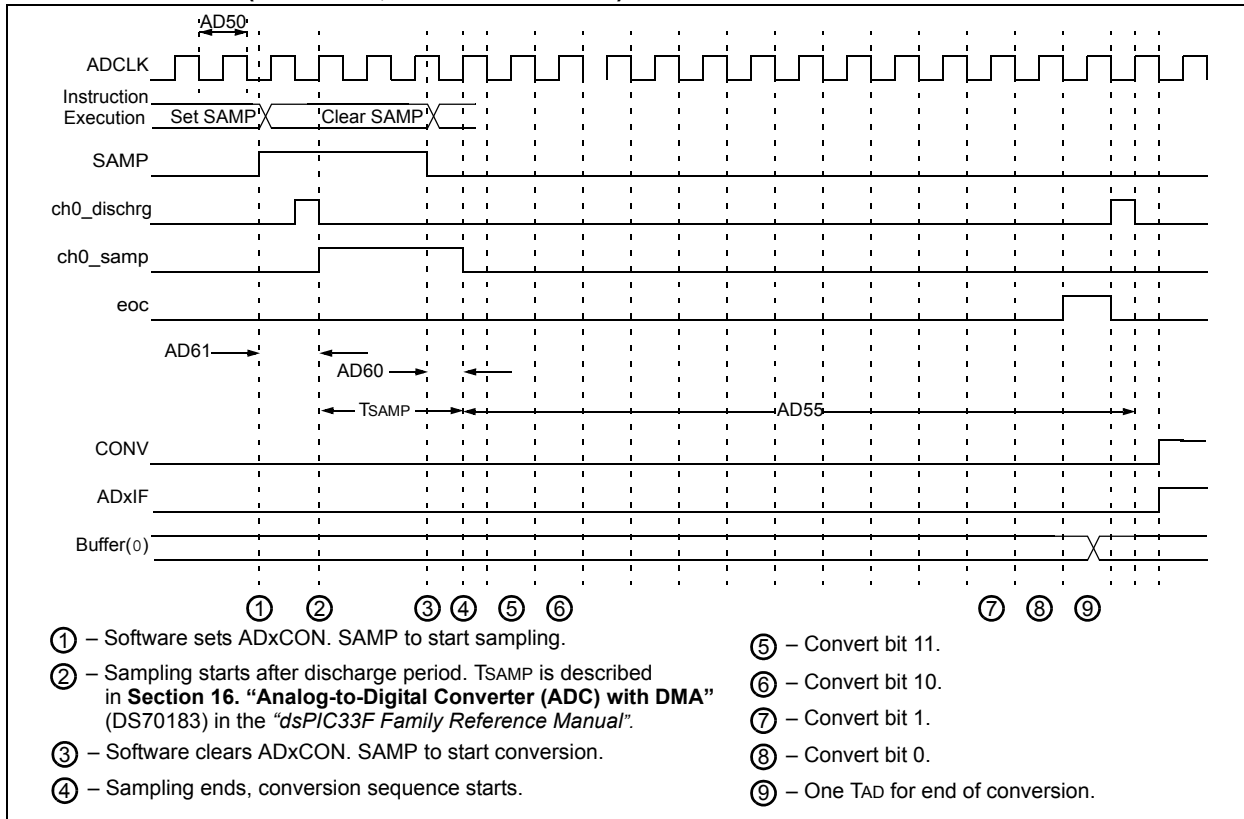 AD50
ADCLK
Instruction
Execution Set SAMP Clear SAMP
SAMP
ch0_dischrg
ch0_samp
eoc
AD61
AD60
TSAMP AD55
CONV
ADxIF
Buffer(0)
1 2 3 4 5 6 7 8 9
1 – Software sets ADxCON. SAMP to start sampling.
2 – Sampling starts after discharge period. TSAMP is described
in Section 16. “Analog-to-Digital Converter (ADC) with DMA”
(DS70183) in the “dsPIC33F Family Reference Manual”.
3 – Software clears ADxCON. SAMP to start conversion.
4 – Sampling ends, conversion sequence starts.
5 – Convert bit 11.
6 – Convert bit 10.
7 – Convert bit 1.
8 – Convert bit 0.
9 – One TAD for end of conversion.